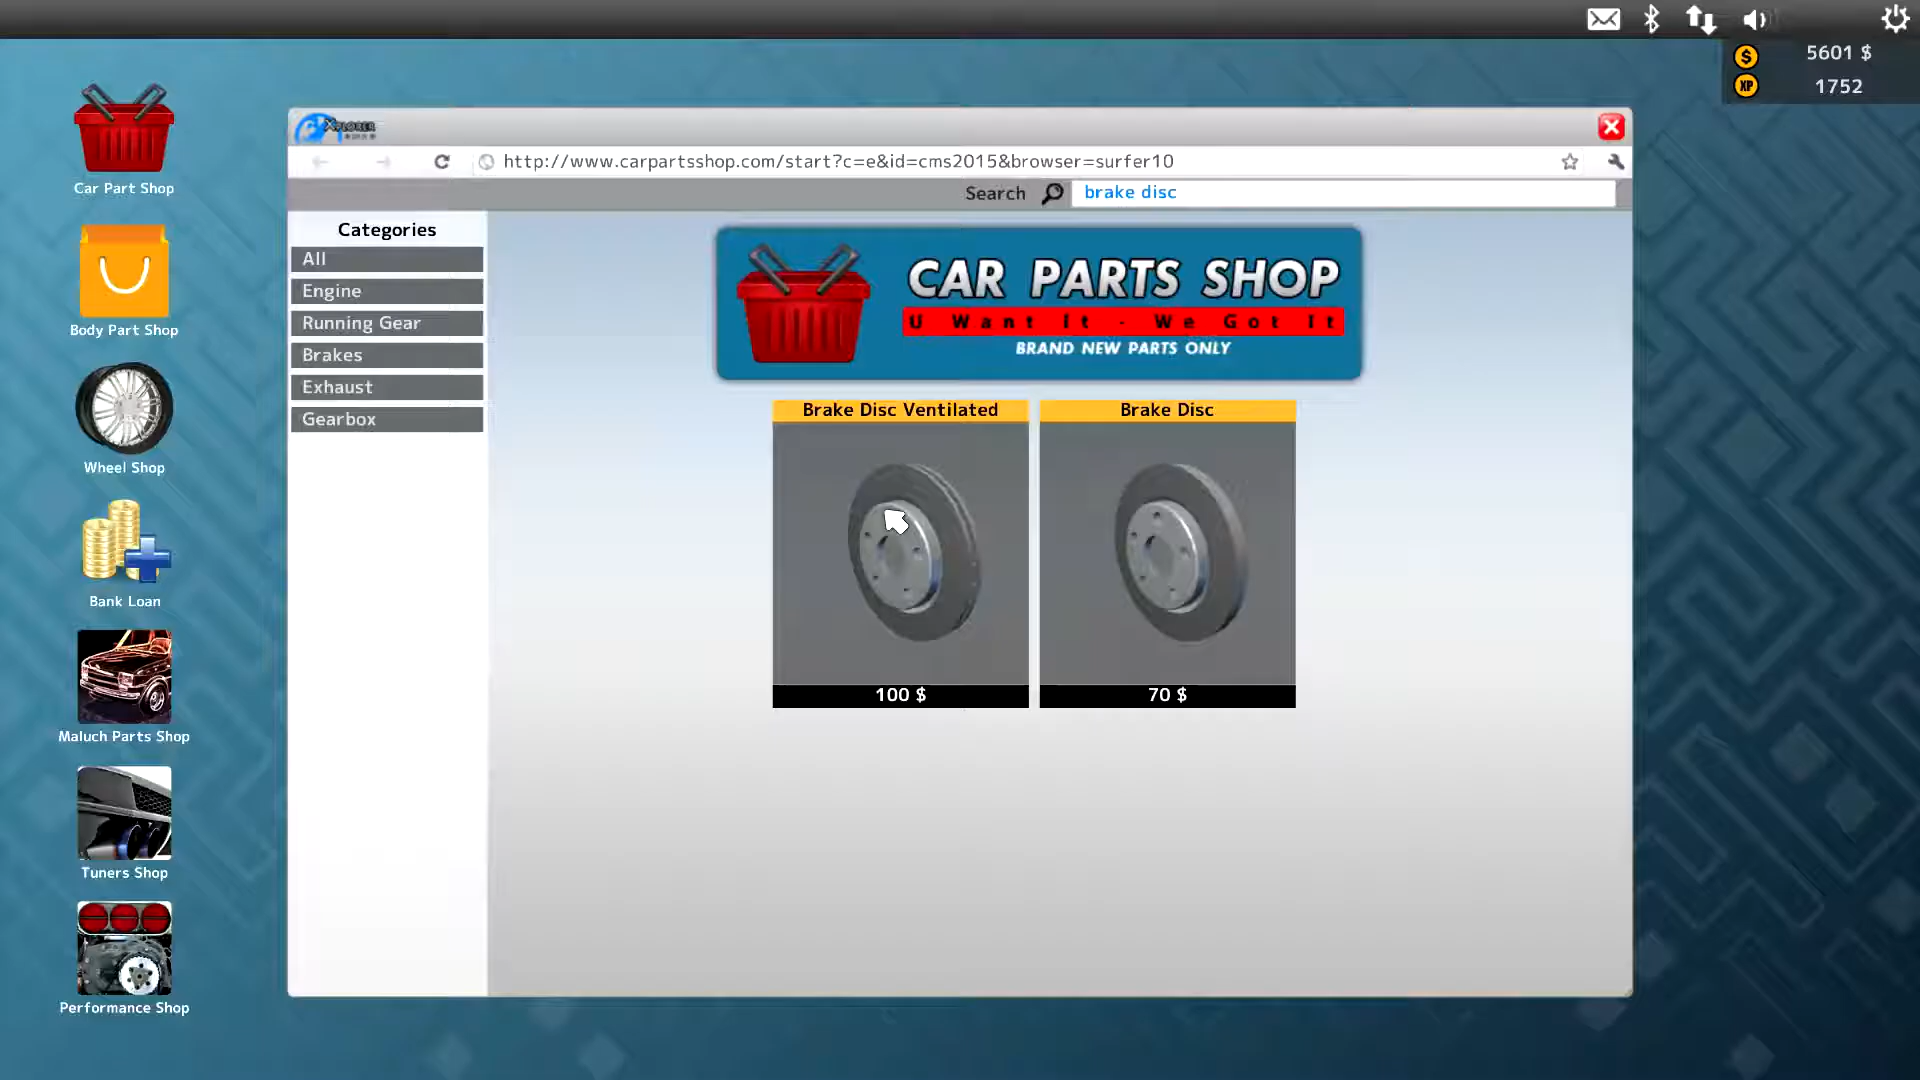 5601 $
XP
1752
Car Part Shop
Body Part Shop
Wheel Shop
Bank Loan
Maluch Parts Shop
Tuners Shop
Performance Shop
XPLORER
http://www.carpartsshop.com/start?c=e&id=cms2015&browser=surfer10
Search brake disc
Categories
All
Engine
Running Gear
Brakes
Exhaust
Gearbox
CAR PARTS SHOP
U Want It - We Got It
BRAND NEW PARTS ONLY
Brake Disc Ventilated
100 $
Brake Disc
70 $